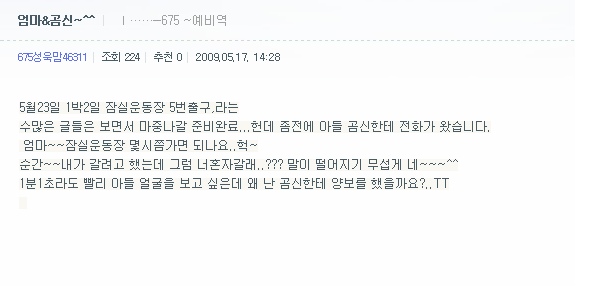 엄마&곰신~^^ | ㅣ……─675 ~예비역
675성욱맘46311 | 조회 224 | 추천 0 | 2009.05.17. 14:28
5월23일 1박2일 잠실운동장 5번출구,라는
수많은 글들은 보면서 마중나갈 준비완료...헌데 좀전에 아들 곰신한테 전화가 왔습니다.
엄마~~잠실운동장 몇시쯤가면 되나요..헉~
순간~~내가 갈려고 했는데 그럼 너혼자갈래..??? 말이 떨어지기 무섭게 네~~~^^
1분1초라도 빨리 아들 얼굴을 보고 싶은데 왜 난 곰신한테 양보를 했을까요?..TT